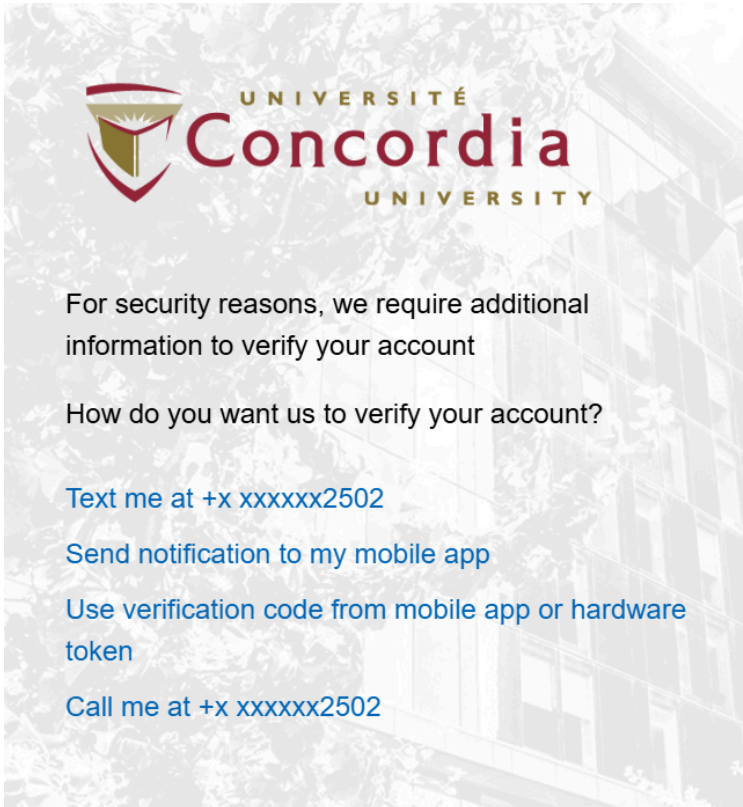 UNIVERSITÉ
Concordia
UNIVERSITY
For security reasons, we require additional
information to verify your account
How do you want us to verify your account?
Text me at +x xxxxxx2502
Send notification to my mobile app
Use verification code from mobile app or hardware
token
Call me at +x xxxxxx2502